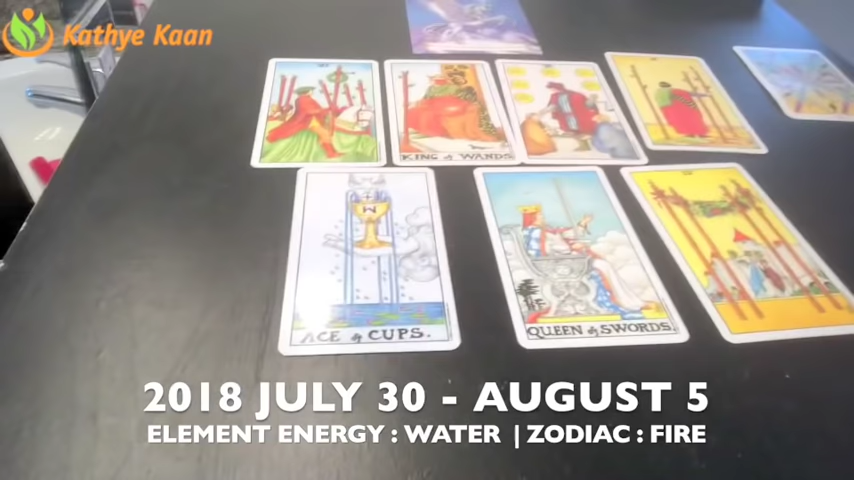 Kathye Kaan
KING of WANDS.
ACE of CUPS.
QUEEN of SWORDS.
2018 JULY 30 - AUGUST 5
ELEMENT ENERGY : WATER | ZODIAC : FIRE